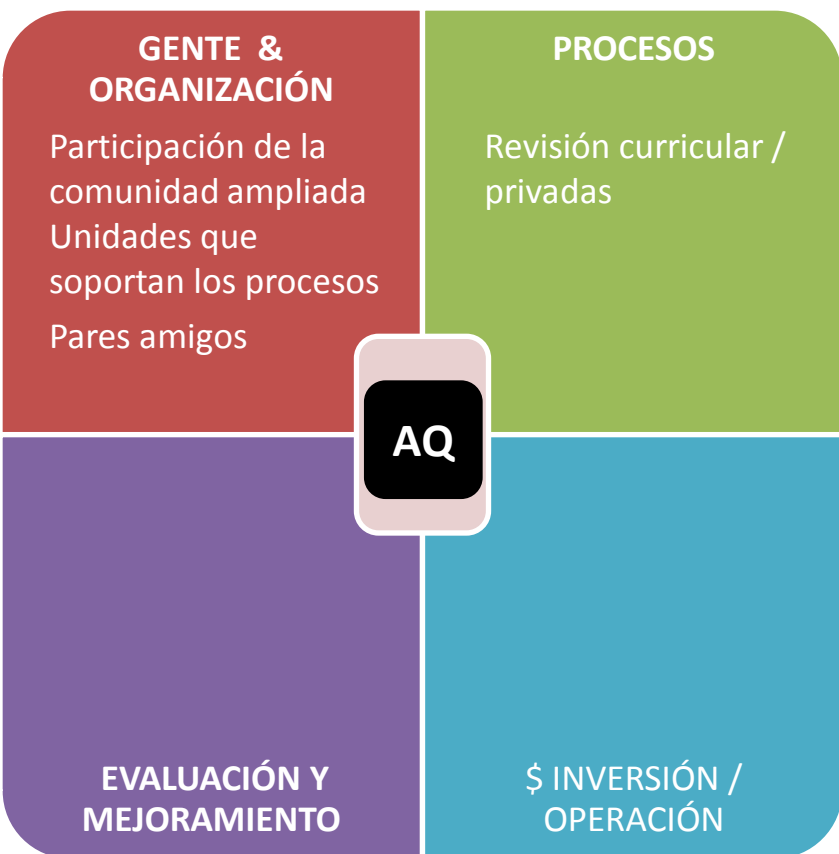 GENTE &
ORGANIZACIÓN
Participación de la
comunidad ampliada
Unidades que
soportan los procesos
Pares amigos
PROCESOS
Revisión curricular /
privadas
AQ
EVALUACIÓN Y
MEJORAMIENTO
$ INVERSIÓN /
OPERACIÓN